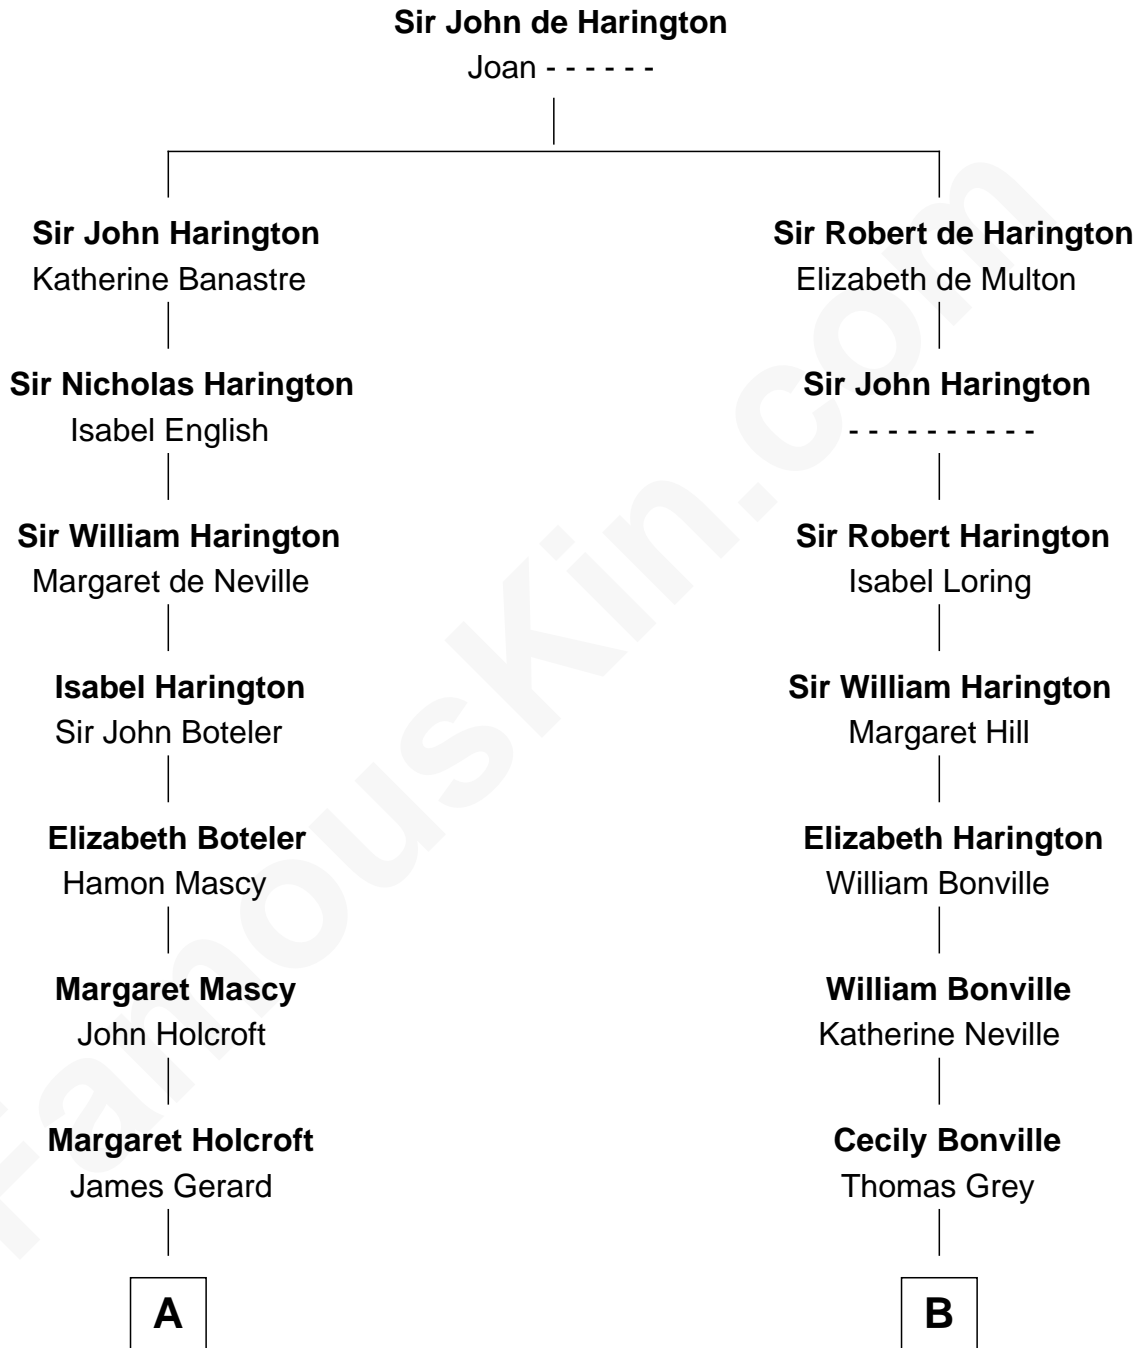 Sir John de Harington
Joan - - - - - -
Sir John Harington
Katherine Banastre
Sir Nicholas Harington
Isabel English
Sir William Harington
Margaret de Neville
Isabel Harington
Sir John Boteler
Elizabeth Boteler
Hamon Mascy
Margaret Mascy
John Holcroft
Margaret Holcroft
James Gerard
A
Sir Robert de Harington
Elizabeth de Multon
Sir John Harington
- - - - - - - - - -
Sir Robert Harington
Isabel Loring
Sir William Harington
Margaret Hill
Elizabeth Harington
William Bonville
William Bonville
Katherine Neville
Cecily Bonville
Thomas Grey
B
FamousKin.com